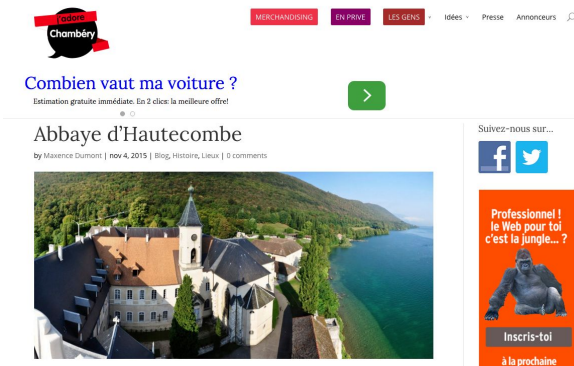 j'adore
Chambéry
MERCHANDISING
EN PRIVE
LES GENS
Idées
Presse
Annonceurs
Combien vaut ma voiture ?
Estimation gratuite immédiate. En 2 clics: la meilleure offre!
Abbaye d'Hautecombe
by Maxence Dumont | nov 4, 2015 | Blog, Histoire, Lieux | 0 comments
Suivez-nous sur...
Professionnel !
le Web pour toi
c'est la jungle... ?
Inscris-toi
à la prochaine